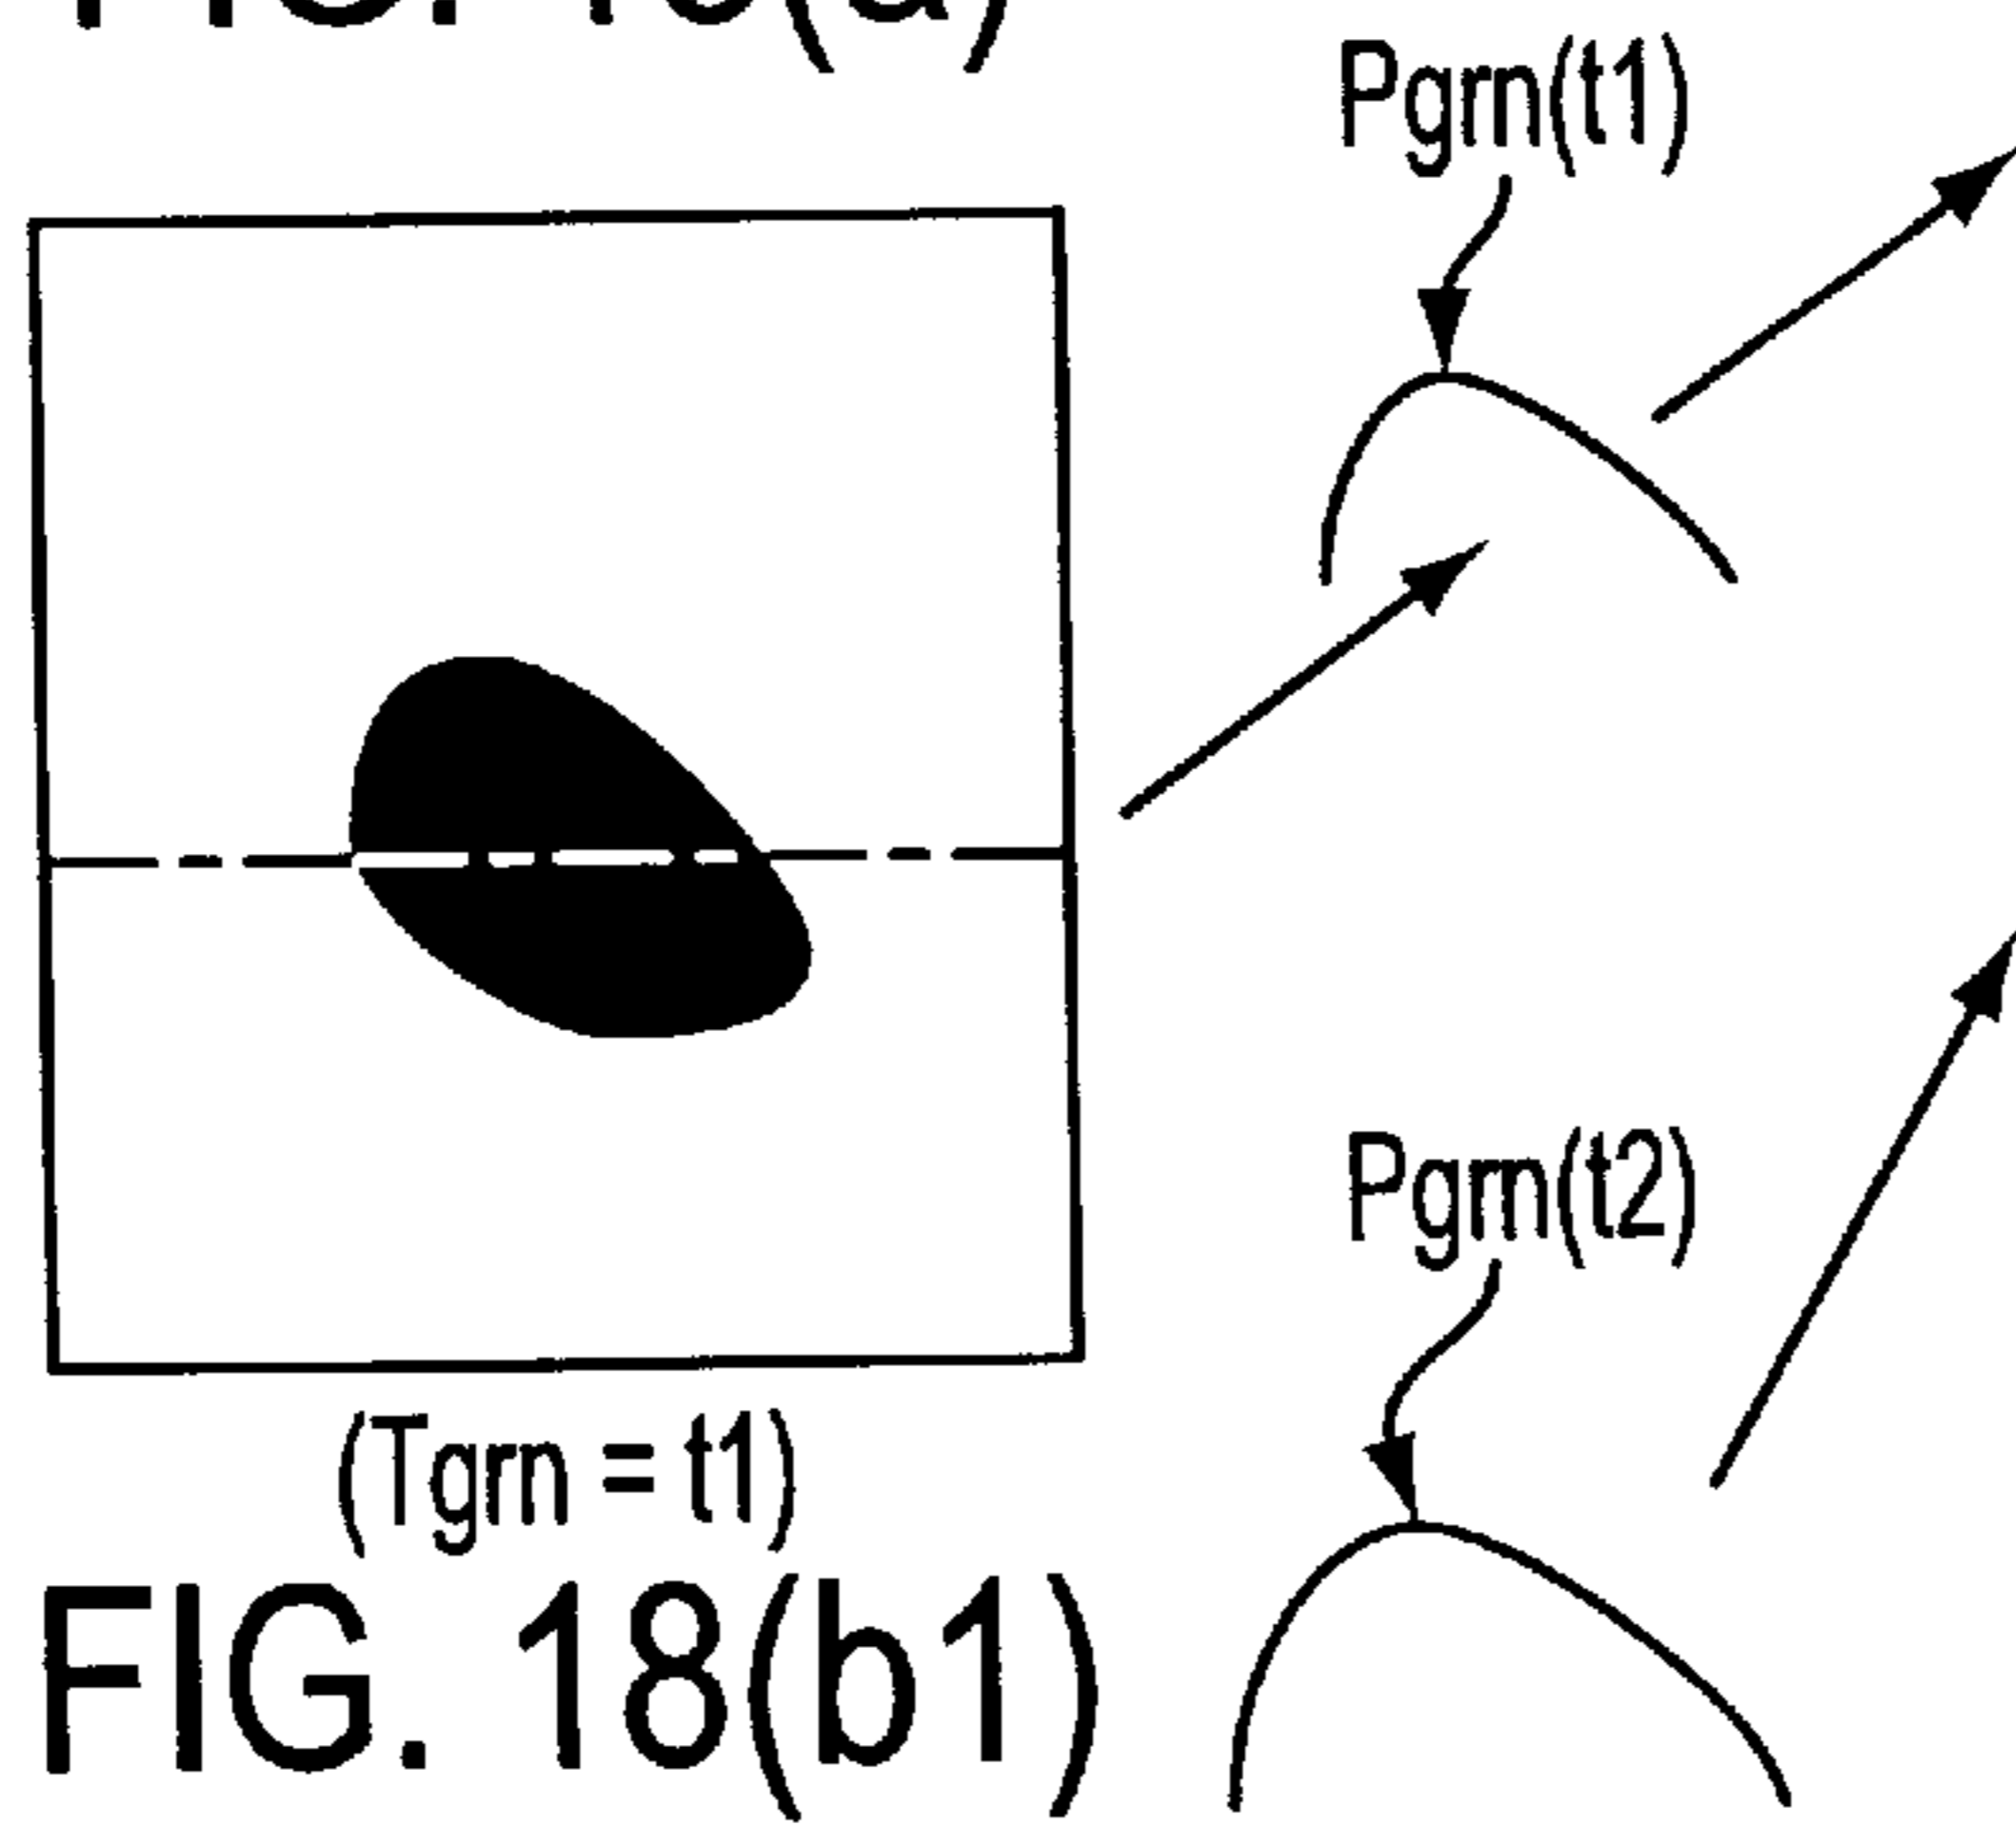 Pgrn(t1)
Pgrn(t2)
(Tgrn = t1)
FIG. 18(b1)